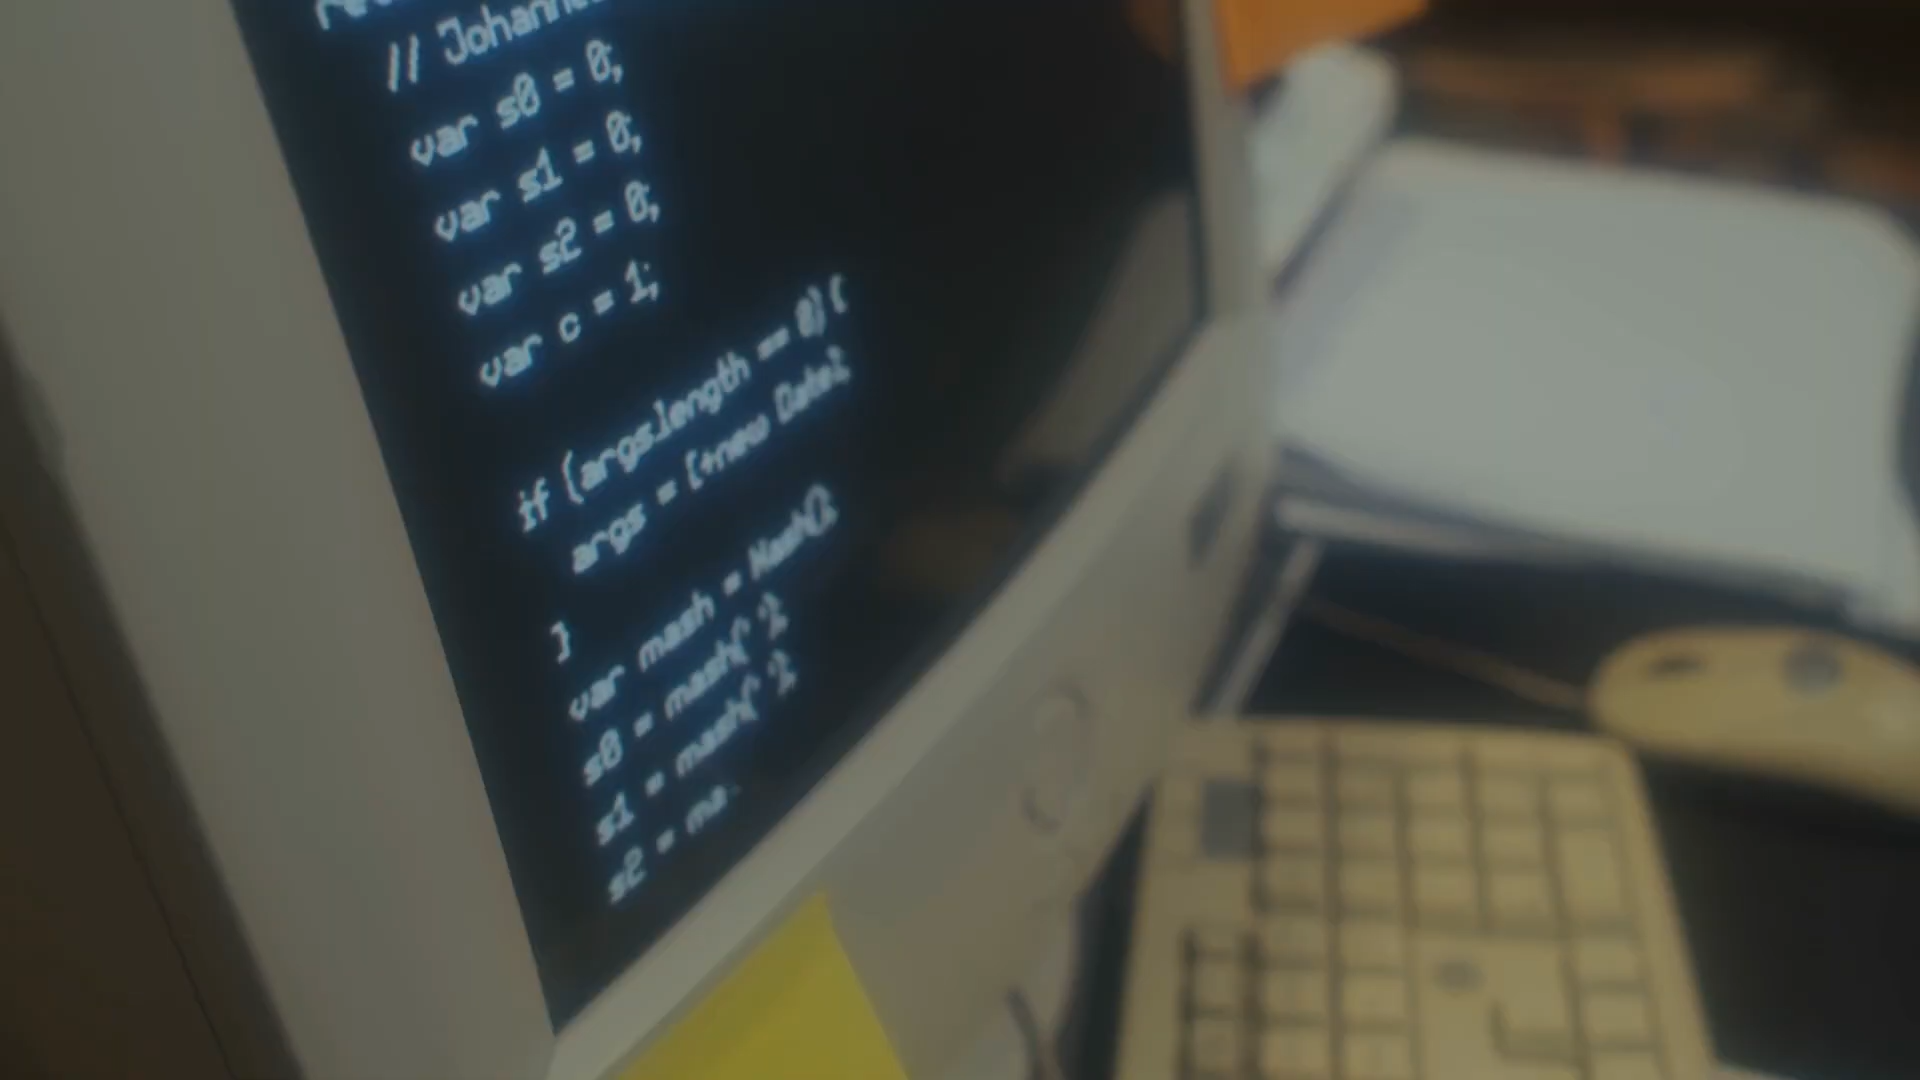 // Johanne
var s0 = 0;
var s1 = 0;
var s2 = 0;
var c = 1;
if (args.length == 0) {
args = [+new Date];
}
var mash = Mash();
s0 = mash(' ');
s1 = mash(' ');
s2 = ma